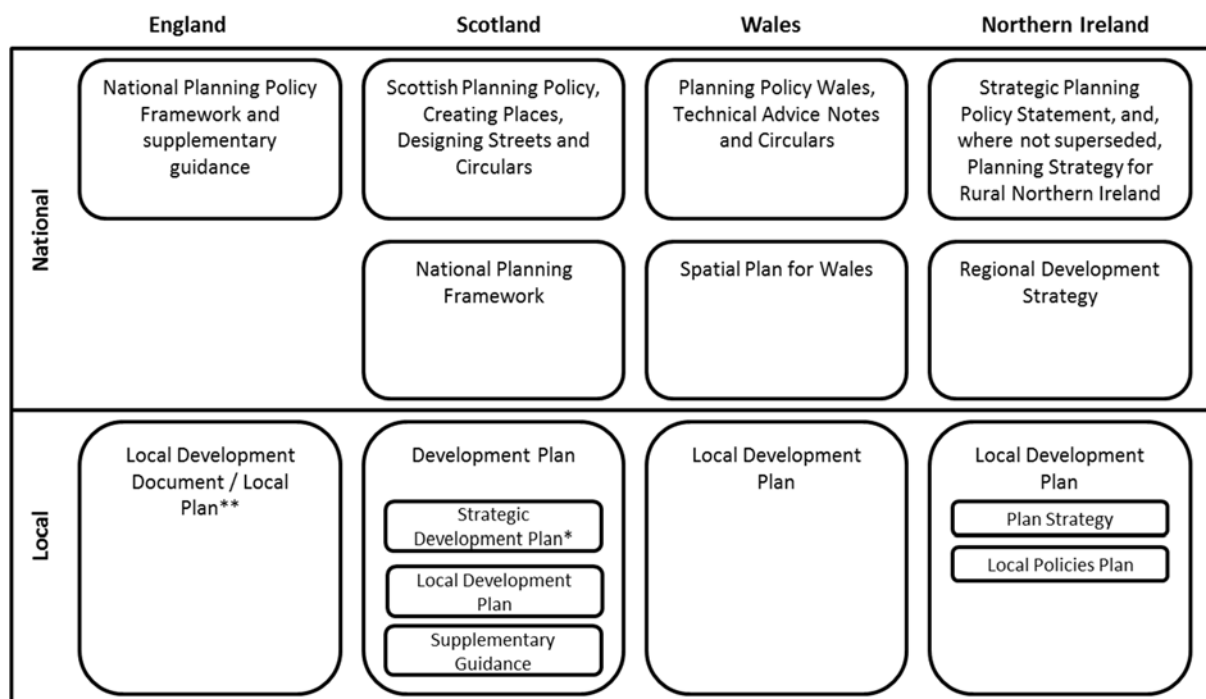 England
Scotland
Wales
Northern Ireland
National
National Planning Policy
Framework and
supplementary
guidance
Scottish Planning Policy,
Creating Places,
Designing Streets and
Circulars
Planning Policy Wales,
Technical Advice Notes
and Circulars
Strategic Planning
Policy Statement, and,
where not superseded,
Planning Strategy for
Rural Northern Ireland
National Planning
Framework
Spatial Plan for Wales
Regional Development
Strategy
Local
Local Development
Document / Local
Plan**
Development Plan
Strategic
Development Plan*
Local Development
Plan
Supplementary
Guidance
Local Development
Plan
Local Development
Plan
Plan Strategy
Local Policies Plan